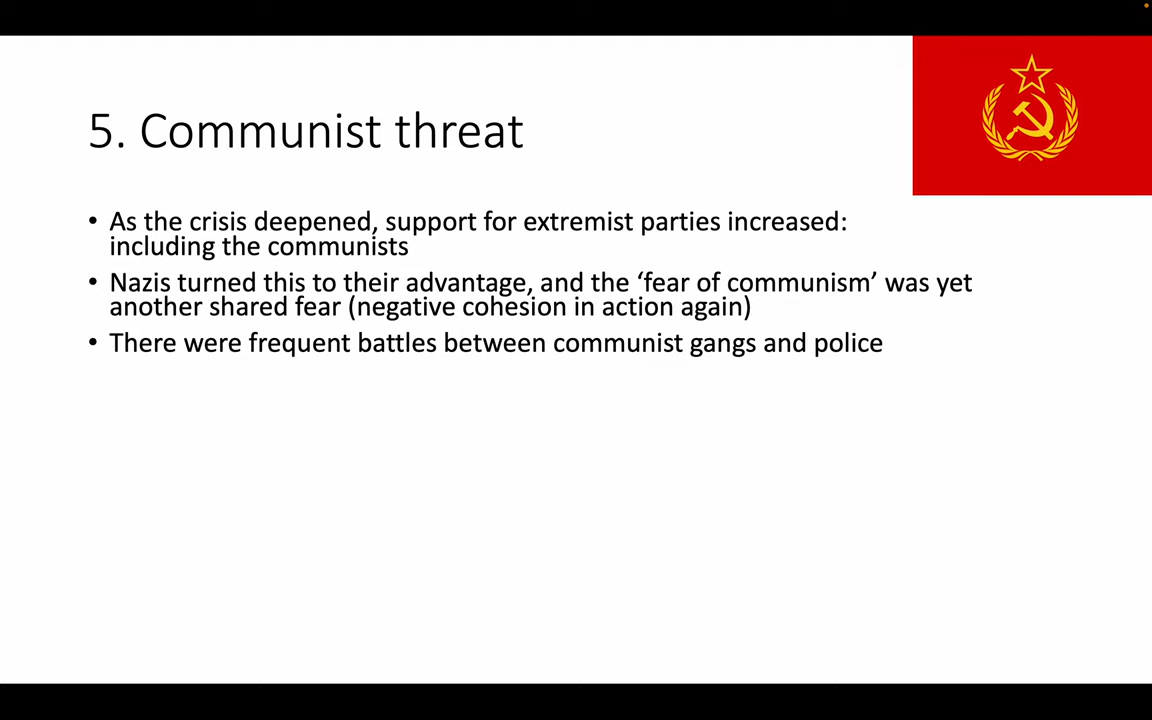 5. Communist threat
• As the crisis deepened, support for extremist parties increased:
including the communists
• Nazis turned this to their advantage, and the ‘fear of communism’ was yet
another shared fear (negative cohesion in action again)
• There were frequent battles between communist gangs and police